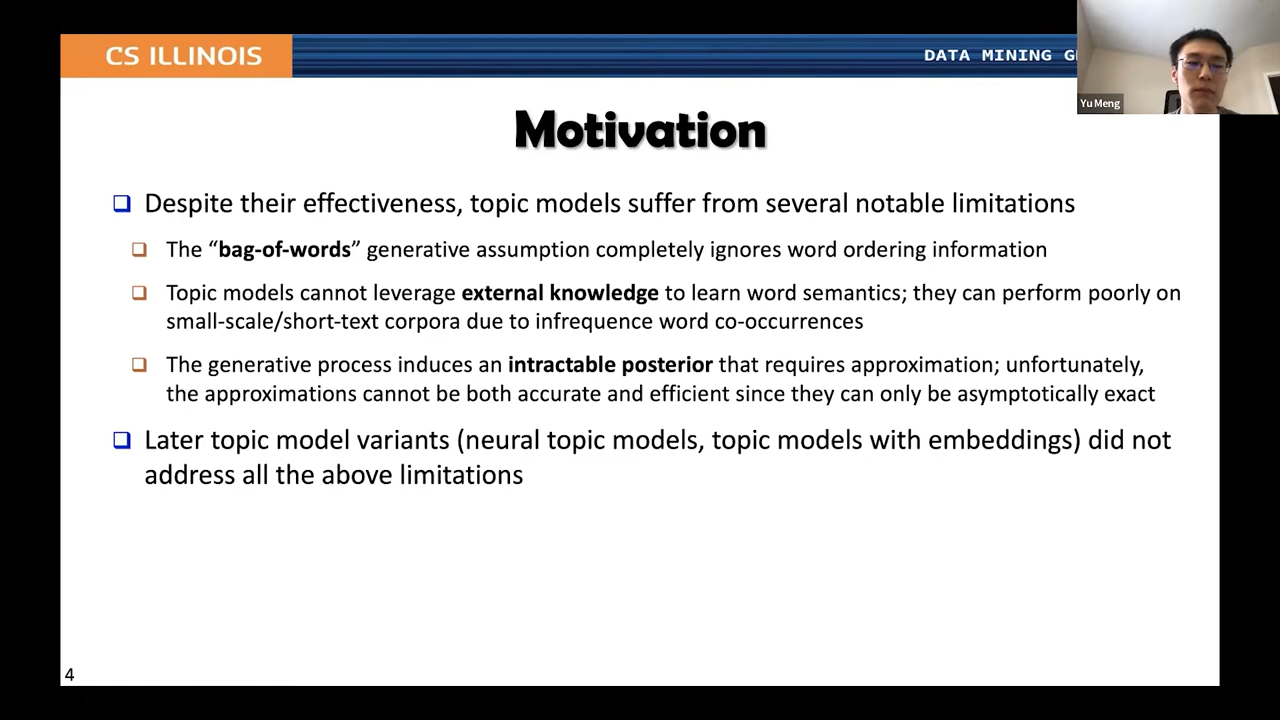 CS ILLINOIS
DATA MINING
Yu Meng
Motivation
Despite their effectiveness, topic models suffer from several notable limitations
The “bag-of-words” generative assumption completely ignores word ordering information
Topic models cannot leverage external knowledge to learn word semantics; they can perform poorly on
small-scale/short-text corpora due to infrequence word co-occurrences
The generative process induces an intractable posterior that requires approximation; unfortunately,
the approximations cannot be both accurate and efficient since they can only be asymptotically exact
Later topic model variants (neural topic models, topic models with embeddings) did not
address all the above limitations
4